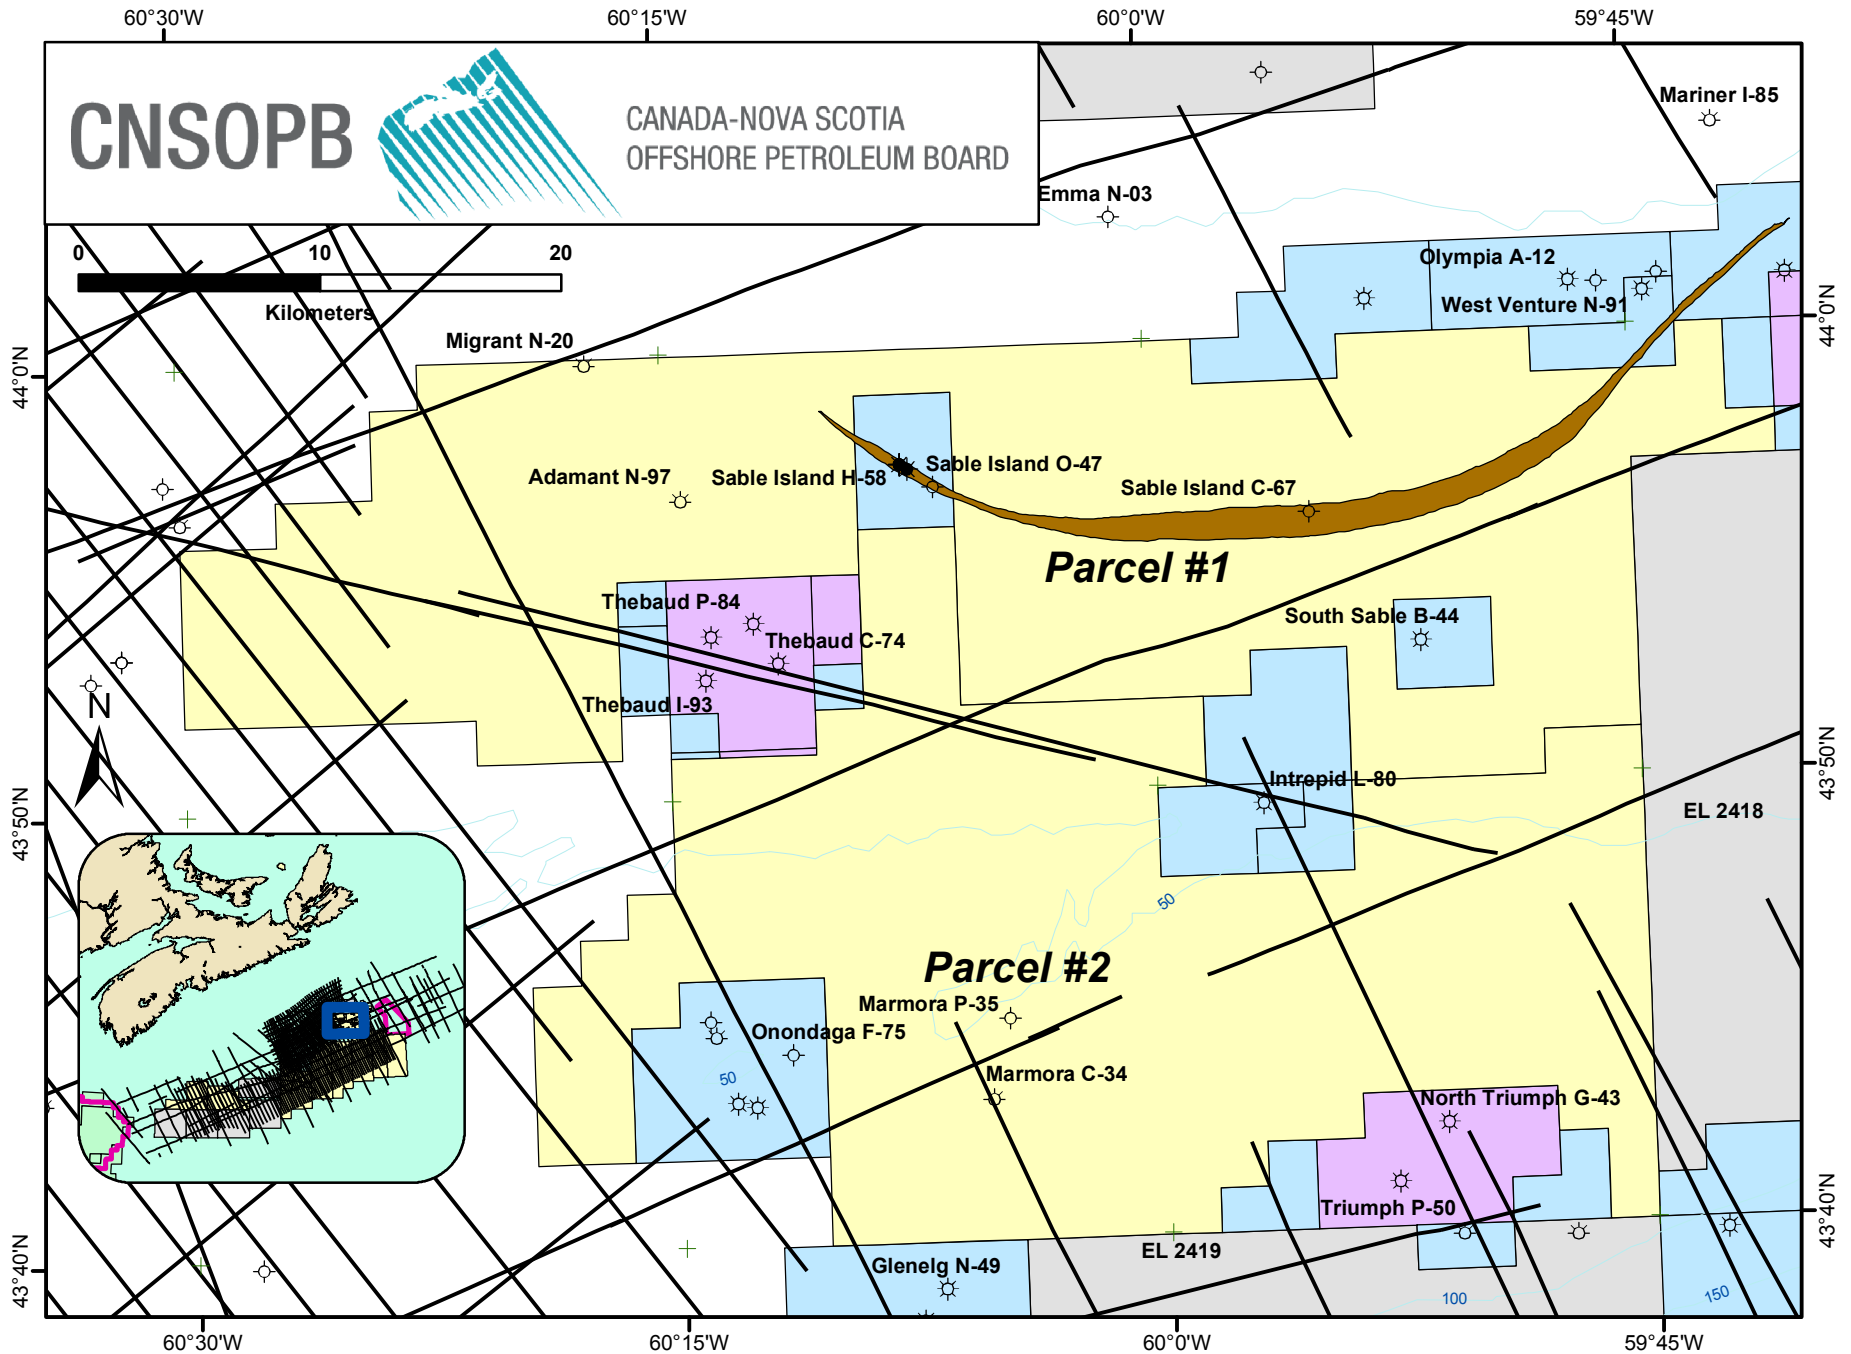 60°30'W
60°15'W
60°0'W
59°45'W
CNSOPB
CANADA-NOVA SCOTIA
OFFSHORE PETROLEUM BOARD
Mariner I-85
Emma N-03
0
10
20
Kilometers
Olympia A-12
West Venture N-91
44°0'N
44°0'N
Migrant N-20
Adamant N-97
Sable Island H-58
Sable Island O-47
Sable Island C-67
Parcel #1
Thebaud P-84
Thebaud C-74
Thebaud I-93
South Sable B-44
N
Intrepid L-80
EL 2418
43°50'N
43°50'N
50
Parcel #2
Marmora P-35
Onondaga F-75
50
Marmora C-34
North Triumph G-43
Triumph P-50
EL 2419
Glenelg N-49
100
150
43°40'N
43°40'N
60°30'W
60°15'W
60°0'W
59°45'W